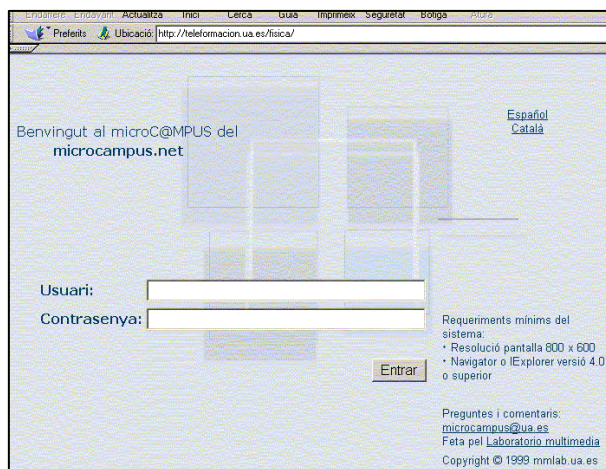 Endarrere Endavant Actualitza Inici Cerca Guia Imprimeix Seguretat Botiga Atura
Preferits Ubicació: http://teleformacion.ua.es/fisica/
Español
Català
Benvingut al microC@MPUS del
microcampus.net
Usuari:
Contrasenya:
Entrar
Requeriments mínims del
sistema:
· Resolució pantalla 800 x 600
· Navigator o IExplorer versió 4.0
o superior
Preguntes i comentaris:
microcampus@ua.es
Feta pel Laboratorio multimedia
Copyright © 1999 mmlab.ua.es